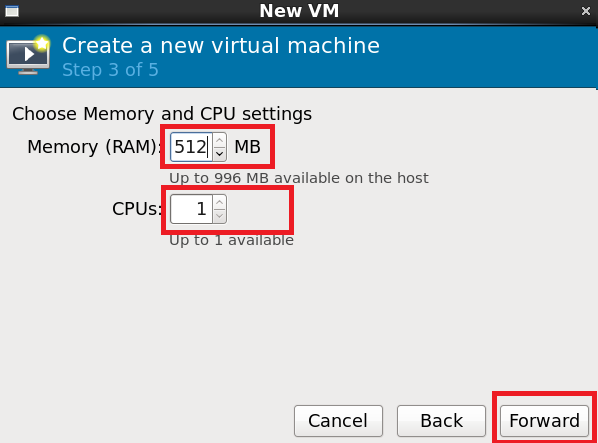 New VM
Create a new virtual machine
Step 3 of 5
Choose Memory and CPU settings
Memory (RAM): 512 MB
Up to 996 MB available on the host
CPUs: 1
Up to 1 available
Cancel Back Forward